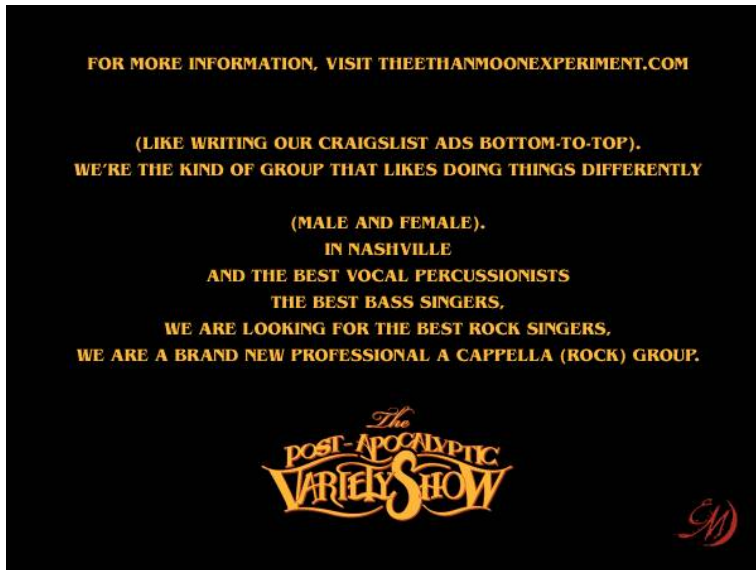 FOR MORE INFORMATION, VISIT THEETHANMOONEXPERIMENT.COM
(LIKE WRITING OUR CRAIGSLIST ADS BOTTOM-TO-TOP).
WE'RE THE KIND OF GROUP THAT LIKES DOING THINGS DIFFERENTLY
(MALE AND FEMALE).
IN NASHVILLE
AND THE BEST VOCAL PERCUSSIONISTS
THE BEST BASS SINGERS,
WE ARE LOOKING FOR THE BEST ROCK SINGERS,
WE ARE A BRAND NEW PROFESSIONAL A CAPPELLA (ROCK) GROUP.
The
POST-APOCALYPTIC
VARIETY SHOW
EM